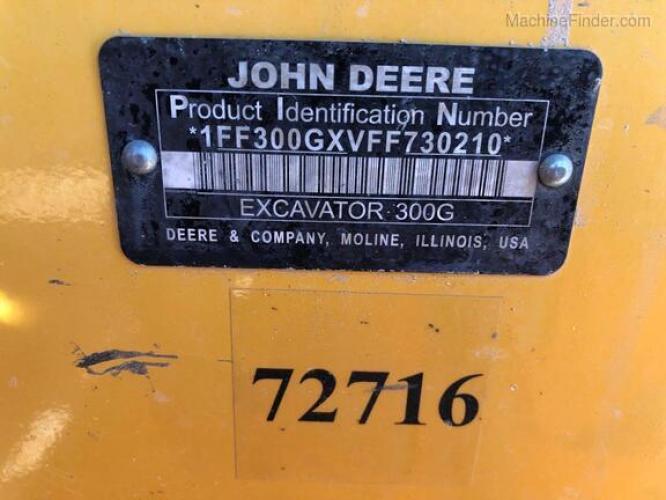 MachineFinder.com
JOHN DEERE
Product Identification Number
*1FF300GXVFF730210*
EXCAVATOR 300G
DEERE & COMPANY, MOLINE, ILLINOIS, USA
72716